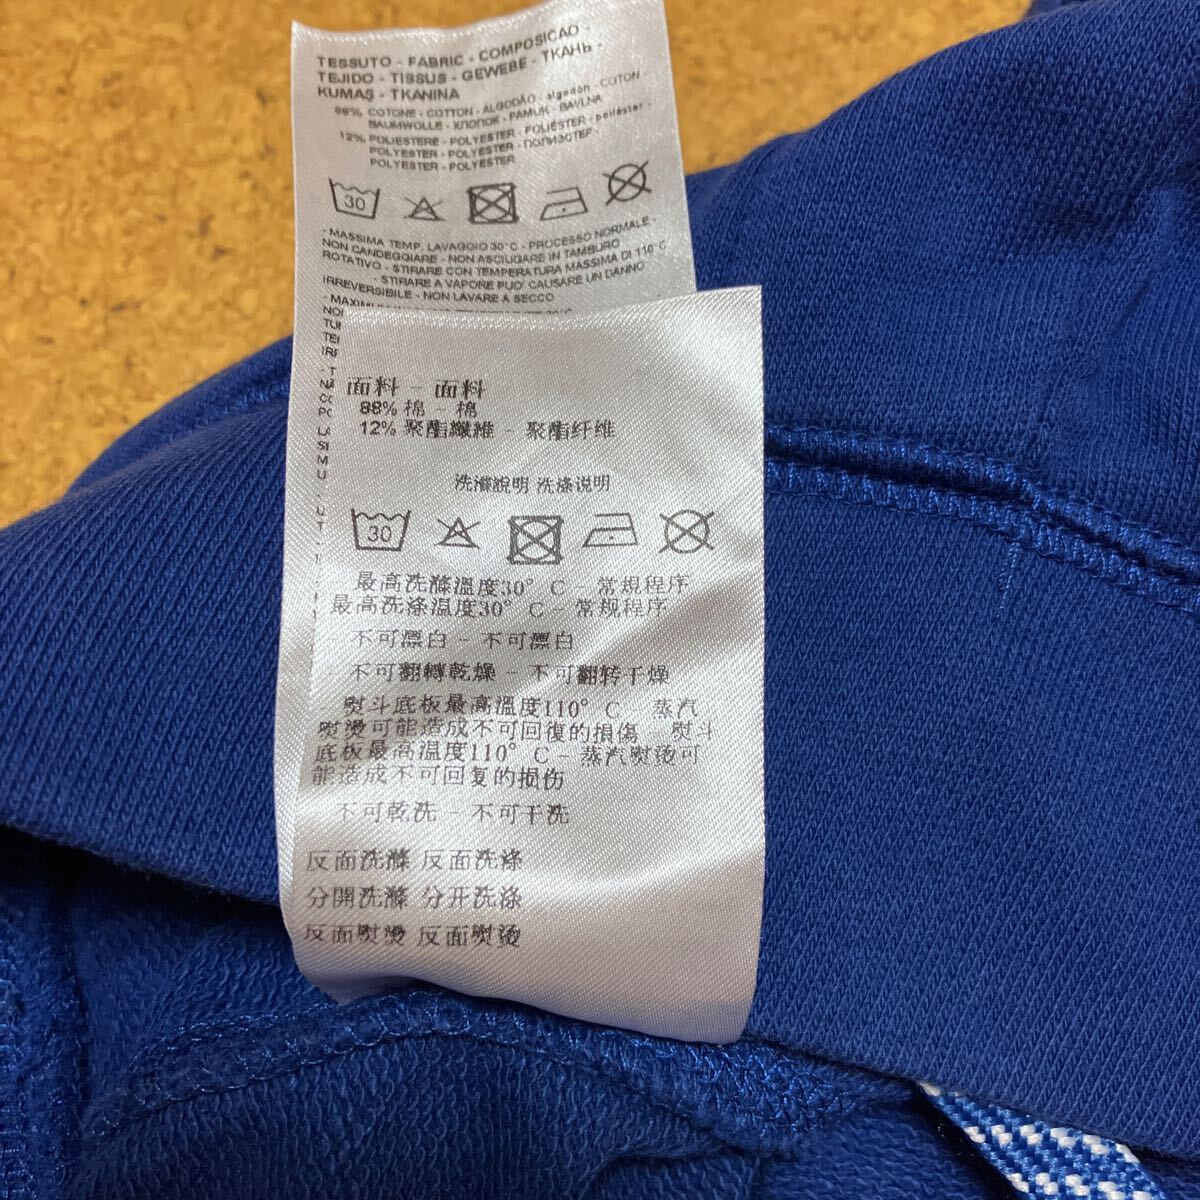 TESSUTO - FABRIC - COMPOSICAO -
TEJIDO - TISSUS - GEWEBE - ТКАНЬ -
KUMAŞ - TKANINA
88% COTONE - COTTON - ALGODÃO - algodón - COTON -
BAUMWOLLE - ХЛОПОК - PAMUK - BAVLNA
12% POLIESTERE - POLYESTER - POLIÉSTER - poliéster -
POLYESTER - POLYESTER - ПОЛИЭСТЕР -
POLYESTER - POLYESTER
30
- MASSIMA TEMP. LAVAGGIO 30°C - PROCESSO NORMALE -
NON CANDEGGIARE - NON ASCIUGARE IN TAMBURO
ROTATIVO - STIRARE CON TEMPERATURA MASSIMA DI 110°C
- STIRARE A VAPORE PUO' CAUSARE UN DANNO
IRREVERSIBILE - NON LAVARE A SECCO
面料 - 面料
88% 棉 - 棉
12% 聚酯纖維 - 聚酯纤维
洗滌說明 洗涤说明
30
最高洗滌溫度30° C - 常規程序
最高洗涤温度30° C - 常规程序
- 不可漂白 - 不可漂白
不可翻轉乾燥 - 不可翻转干燥
熨斗底板最高溫度110° C - 蒸汽
熨燙可能造成不可回復的損傷 熨斗
底板最高温度110° C - 蒸汽熨烫可
能造成不可回复的损伤
不可乾洗 - 不可干洗
反面洗滌 反面洗涤
分開洗滌 分开洗涤
反面熨燙 反面熨烫